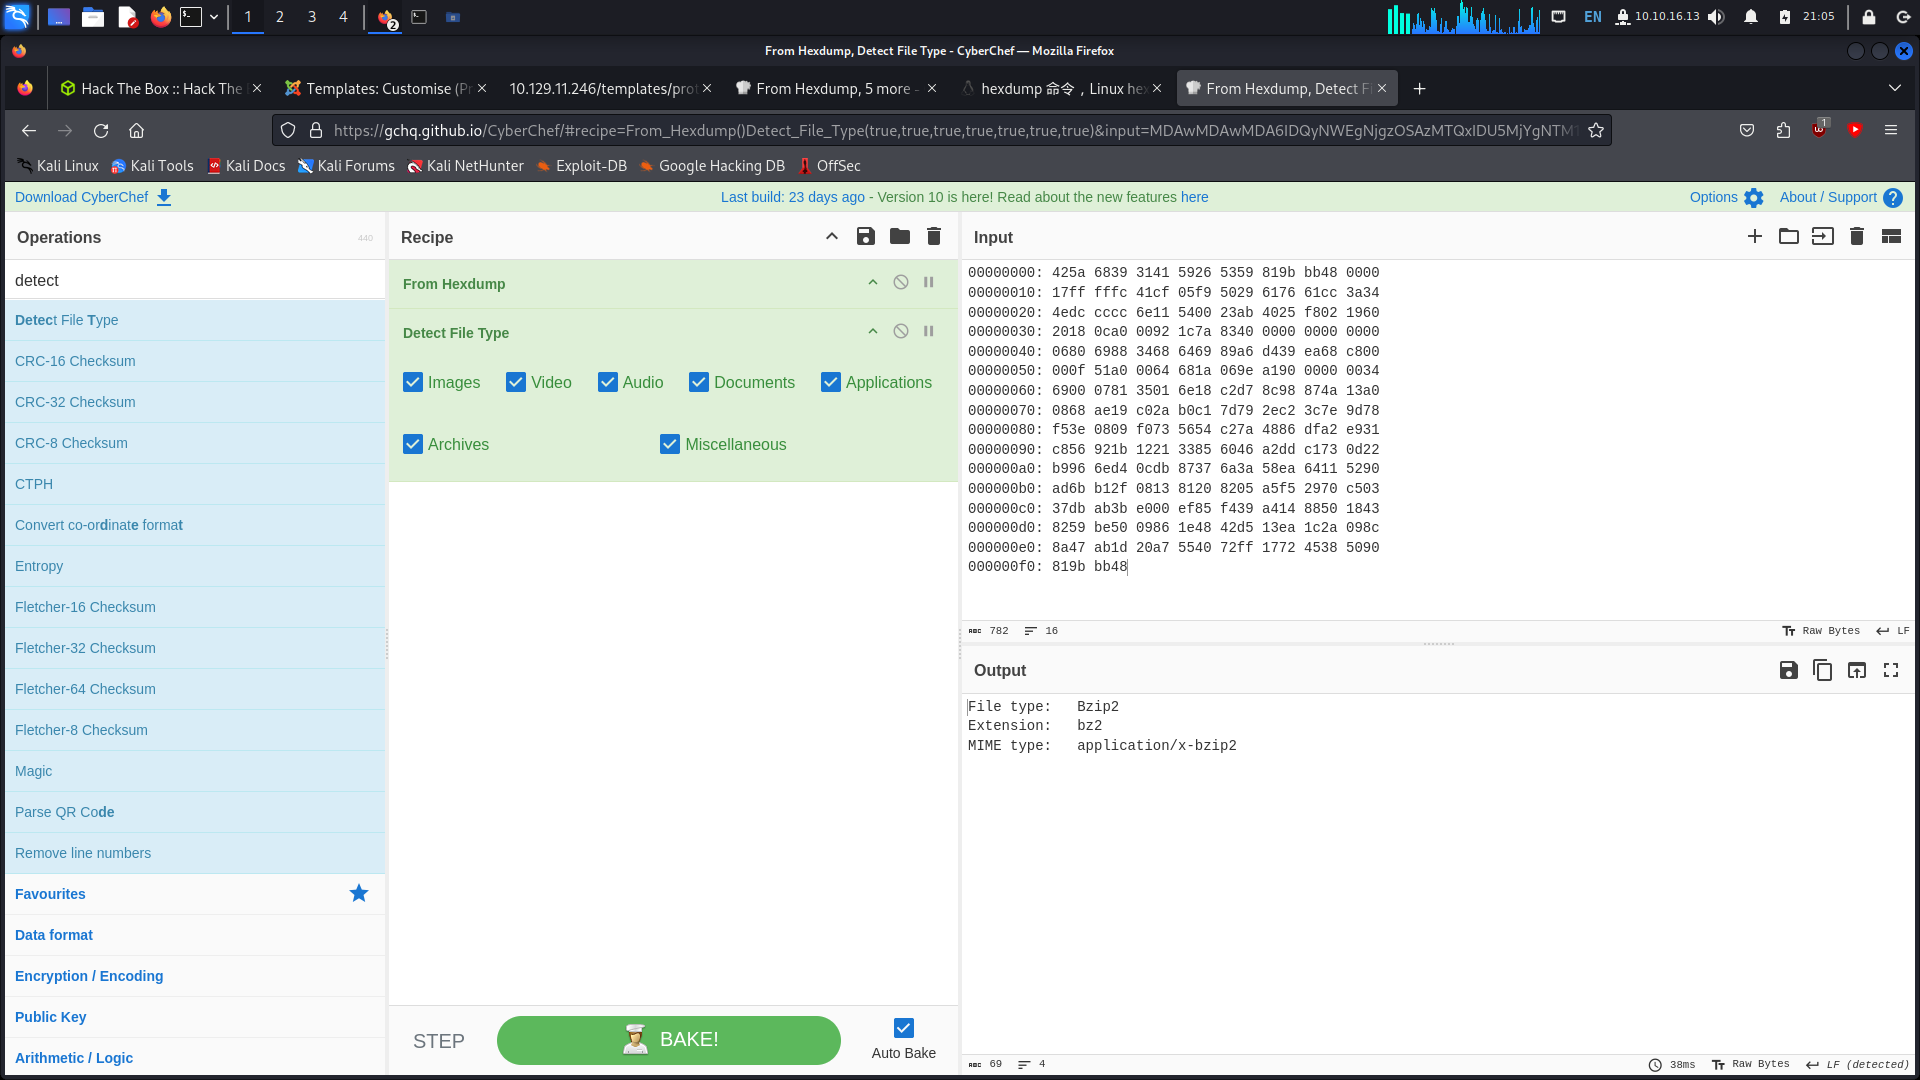 1 2 3 4 2 EN 10.10.16.13 21:05
From Hexdump, Detect File Type - CyberChef — Mozilla Firefox
Hack The Box :: Hack The Templates: Customise (Pr 10.129.11.246/templates/prot From Hexdump, 5 more - hexdump 命令，Linux hex From Hexdump, Detect Fi
https://gchq.github.io/CyberChef/#recipe=From_Hexdump()Detect_File_Type(true,true,true,true,true,true,true)&input=MDAwMDAwMDA6IDQyNWEgNjgzOSAzMTQxIDU5MjYgNTM1 1
Kali Linux Kali Tools Kali Docs Kali Forums Kali NetHunter Exploit-DB Google Hacking DB OffSec
Download CyberChef Last build: 23 days ago - Version 10 is here! Read about the new features here Options About / Support
Operations 440
detect
Detect File Type
CRC-16 Checksum
CRC-32 Checksum
CRC-8 Checksum
CTPH
Convert co-ordinate format
Entropy
Fletcher-16 Checksum
Fletcher-32 Checksum
Fletcher-64 Checksum
Fletcher-8 Checksum
Magic
Parse QR Code
Remove line numbers
Favourites
Data format
Encryption / Encoding
Public Key
Arithmetic / Logic
Recipe
From Hexdump
Detect File Type
Images Video Audio Documents Applications
Archives Miscellaneous
STEP BAKE! Auto Bake
Input
00000000: 425a 6839 3141 5926 5359 819b bb48 0000
00000010: 17ff fffc 41cf 05f9 5029 6176 61cc 3a34
00000020: 4edc cccc 6e11 5400 23ab 4025 f802 1960
00000030: 2018 0ca0 0092 1c7a 8340 0000 0000 0000
00000040: 0680 6988 3468 6469 89a6 d439 ea68 c800
00000050: 000f 51a0 0064 681a 069e a190 0000 0034
00000060: 6900 0781 3501 6e18 c2d7 8c98 874a 13a0
00000070: 0868 ae19 c02a b0c1 7d79 2ec2 3c7e 9d78
00000080: f53e 0809 f073 5654 c27a 4886 dfa2 e931
00000090: c856 921b 1221 3385 6046 a2dd c173 0d22
000000a0: b996 6ed4 0cdb 8737 6a3a 58ea 6411 5290
000000b0: ad6b b12f 0813 8120 8205 a5f5 2970 c503
000000c0: 37db ab3b e000 ef85 f439 a414 8850 1843
000000d0: 8259 be50 0986 1e48 42d5 13ea 1c2a 098c
000000e0: 8a47 ab1d 20a7 5540 72ff 1772 4538 5090
000000f0: 819b bb48
ABC 782 16 Raw Bytes LF
Output
File type: Bzip2
Extension: bz2
MIME type: application/x-bzip2
ABC 69 4 38ms Raw Bytes LF (detected)